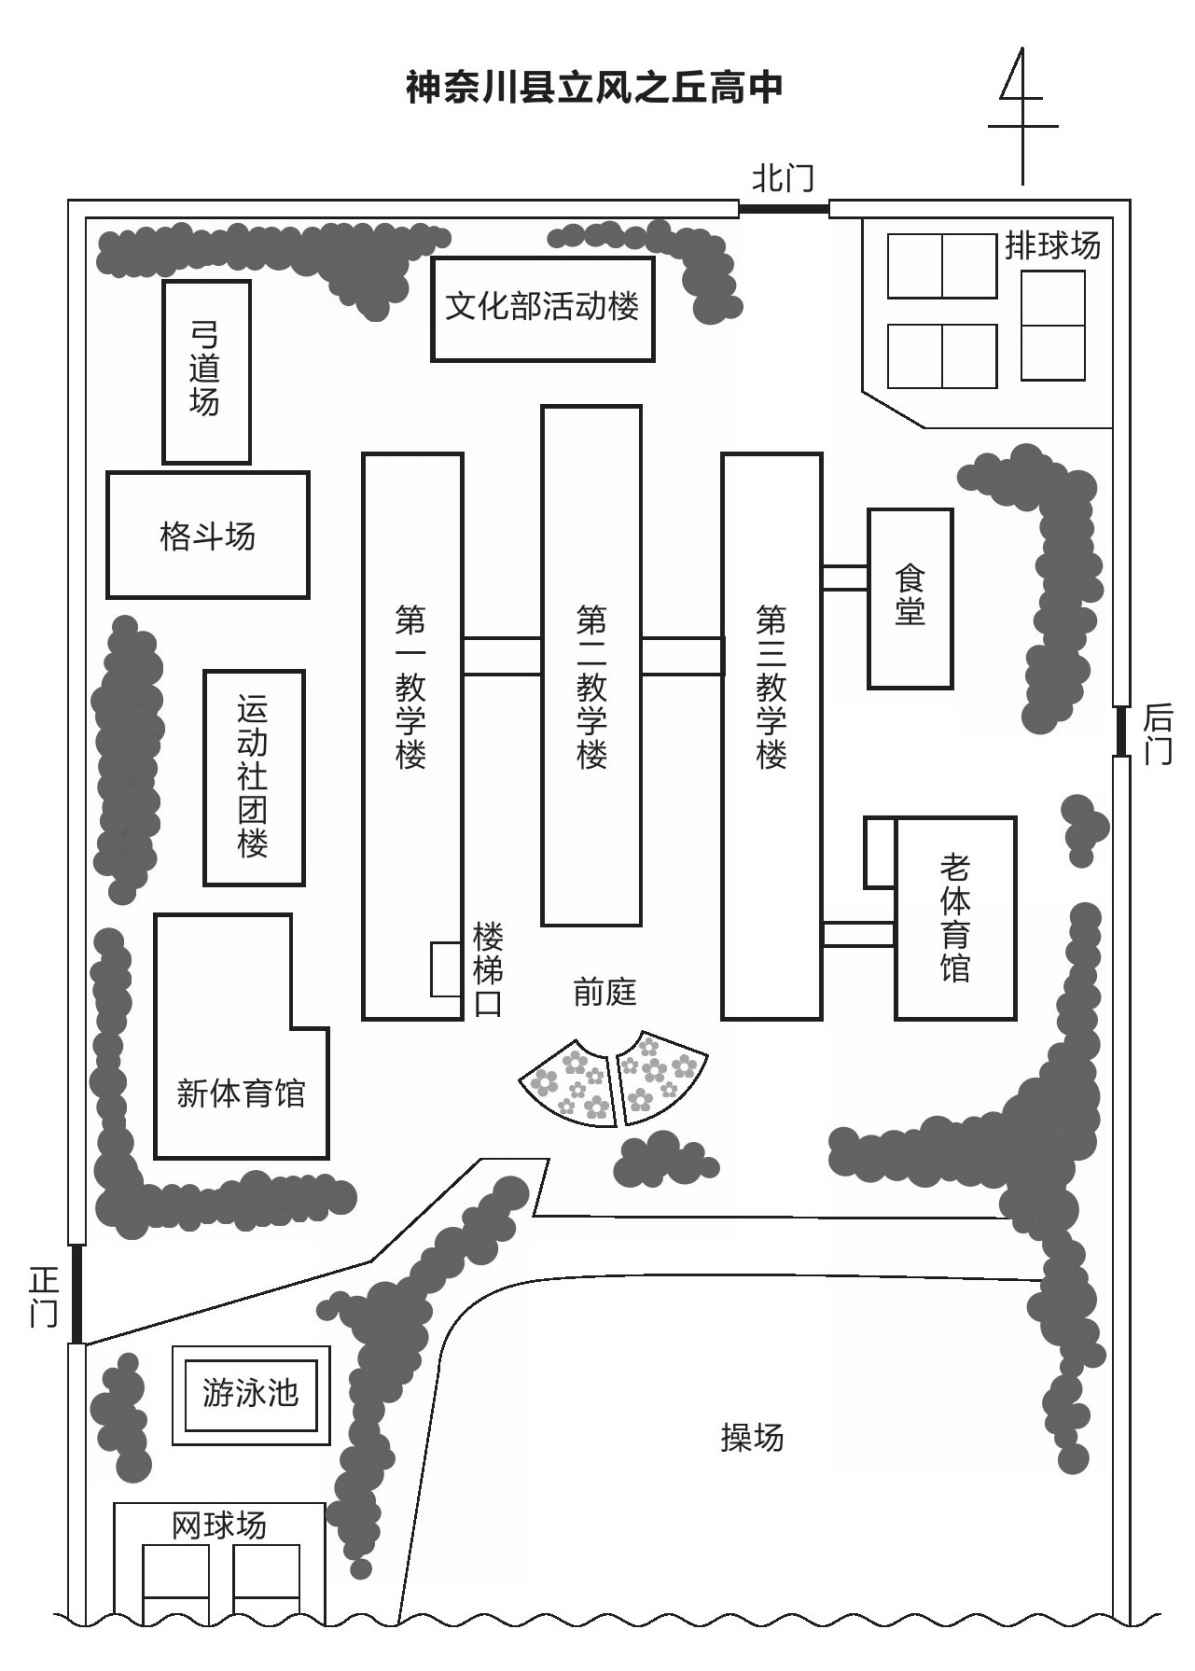 神奈川县立风之丘高中
北门
排球场
文化部活动楼
弓道场
格斗场
食堂
第一教学楼
第二教学楼
第三教学楼
运动社团楼
后门
老体育馆
楼梯口
前庭
新体育馆
正门
游泳池
操场
网球场